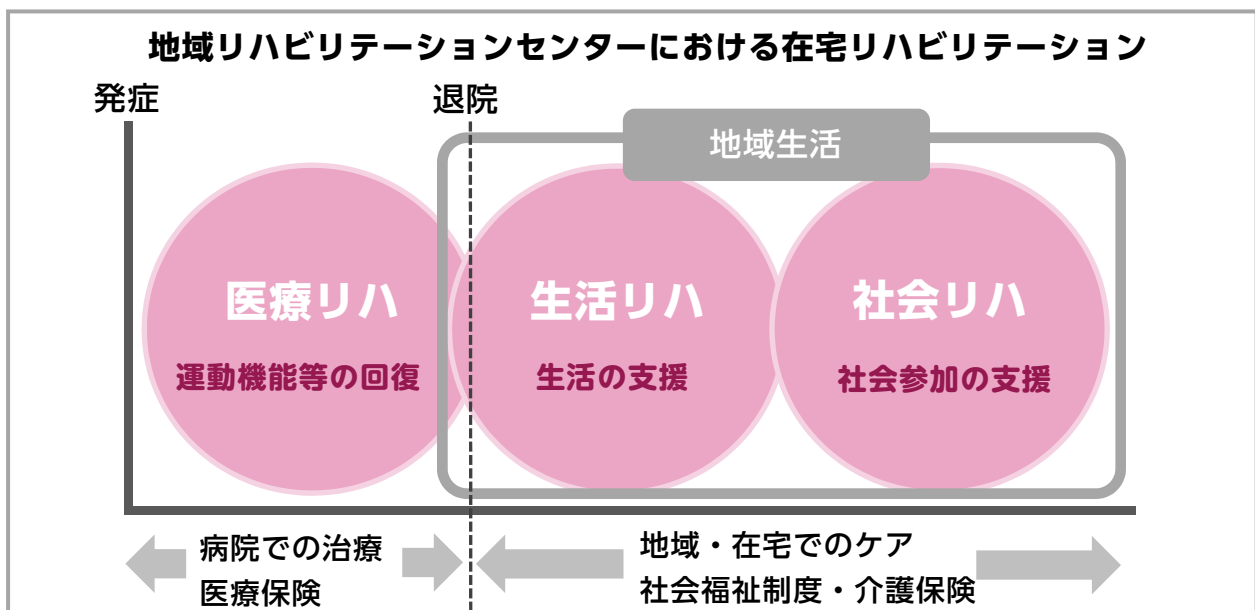 地域リハビリテーションセンターにおける在宅リハビリテーション
発症
退院
地域生活
医療リハ
運動機能等の回復
生活リハ
生活の支援
社会リハ
社会参加の支援
病院での治療
医療保険
地域・在宅でのケア
社会福祉制度・介護保険